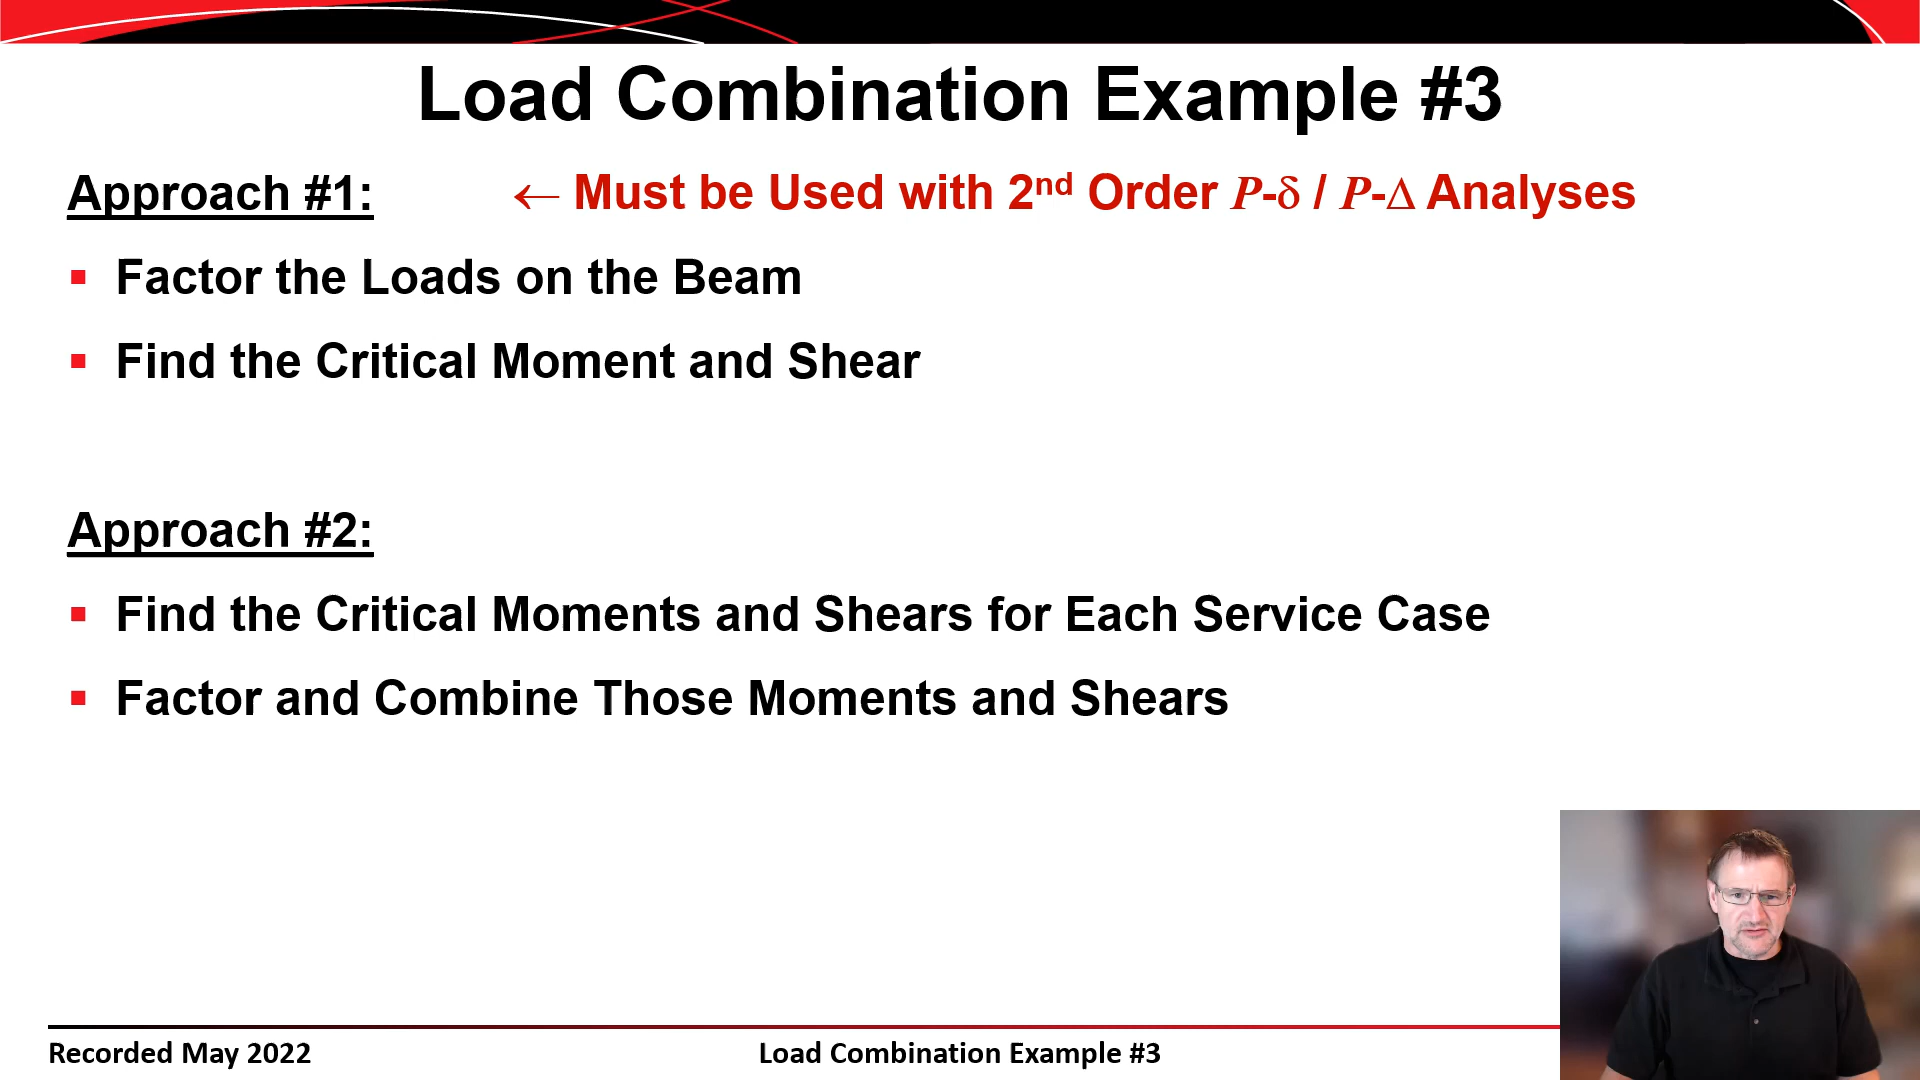 Load Combination Example #3
Approach #1: ← Must be Used with 2nd Order P-δ / P-Δ Analyses
▪ Factor the Loads on the Beam
▪ Find the Critical Moment and Shear
Approach #2:
▪ Find the Critical Moments and Shears for Each Service Case
▪ Factor and Combine Those Moments and Shears
Recorded May 2022 Load Combination Example #3